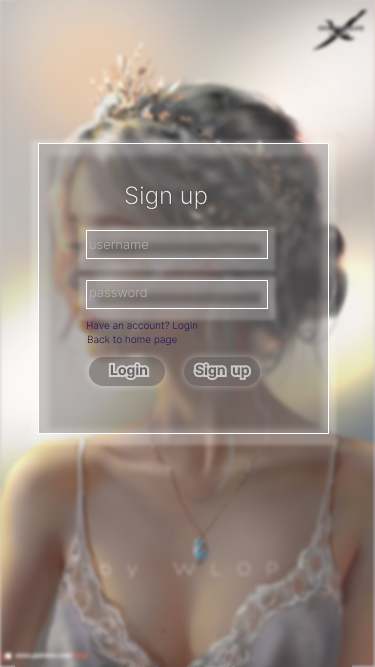 Sign up
username
password
Have an account? Login
Back to home page
Login Sign up
by WLOP